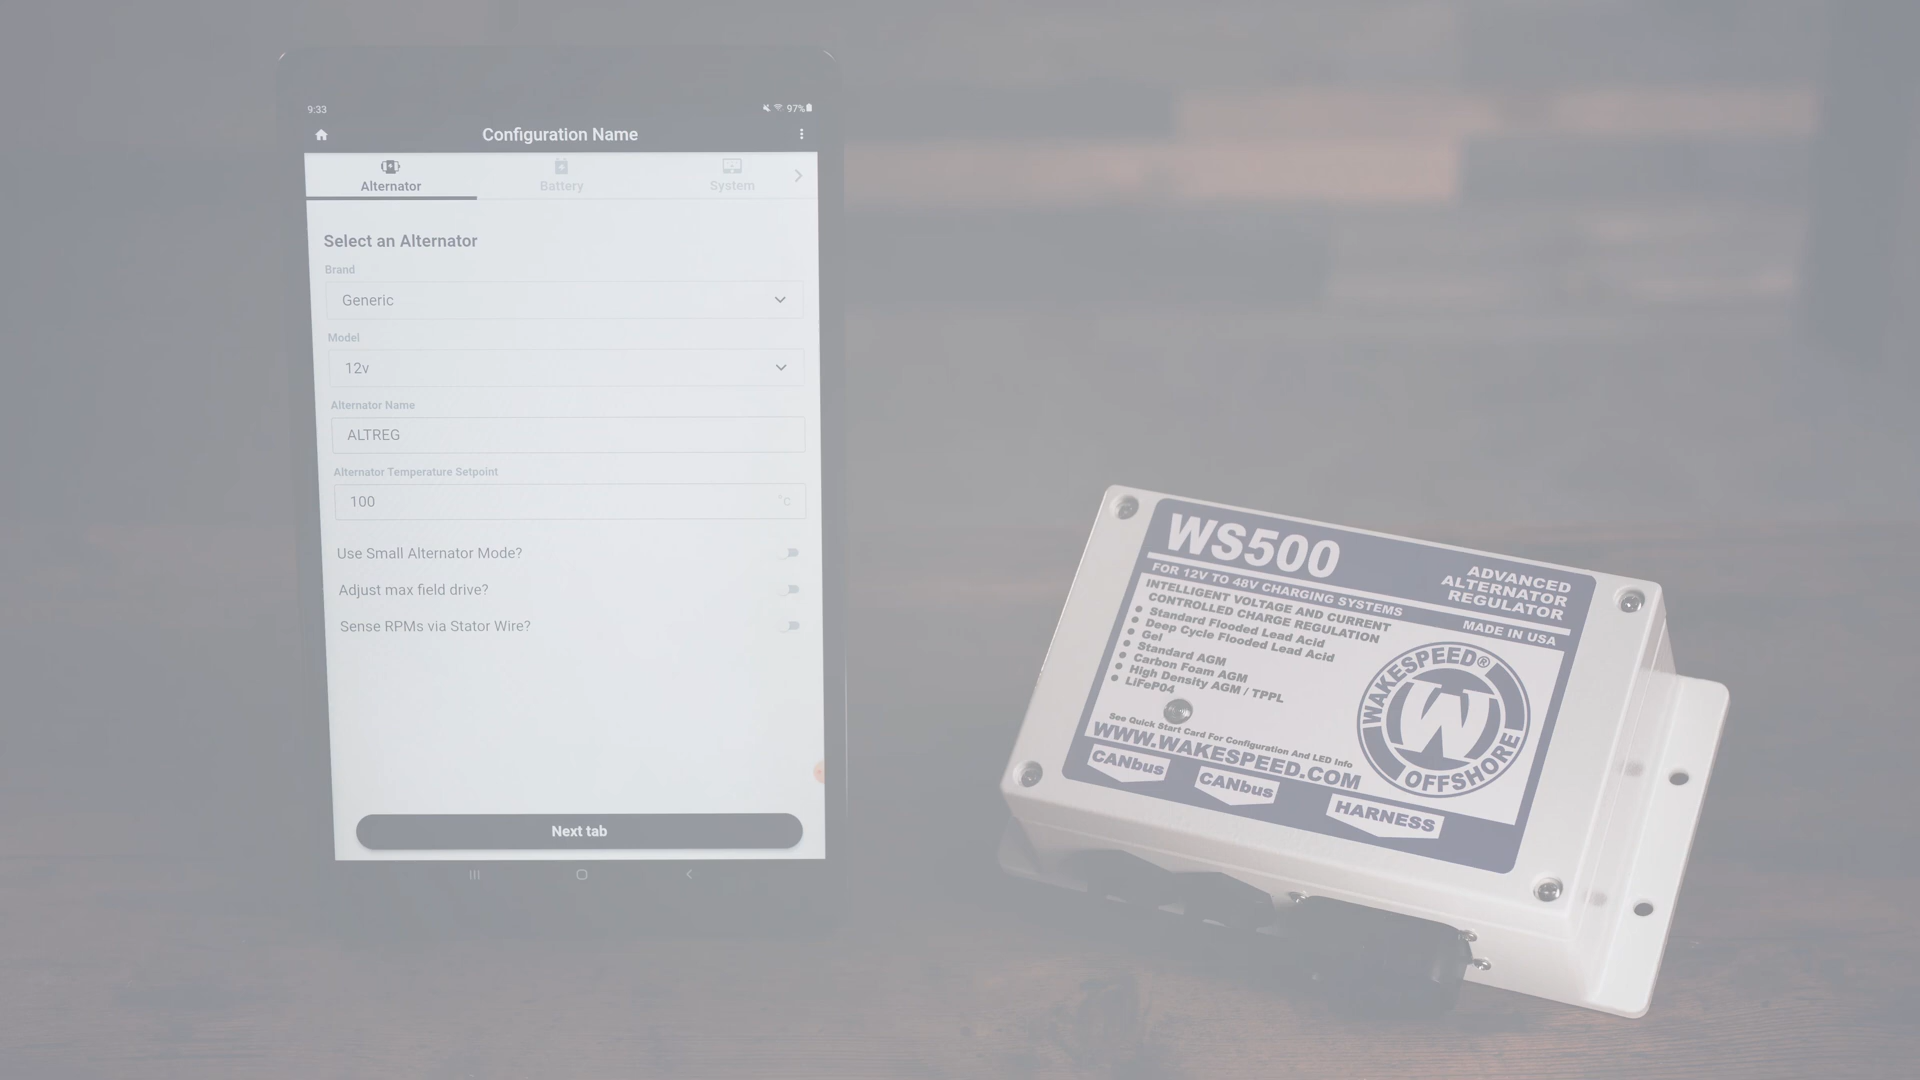 9:33
97%
Configuration Name
Alternator
Battery
System
Select an Alternator
Brand
Generic
Model
12v
Alternator Name
ALTREG
Alternator Temperature Setpoint
100
°C
Use Small Alternator Mode?
Adjust max field drive?
Sense RPMs via Stator Wire?
Next tab
WS500
ADVANCED
ALTERNATOR
REGULATOR
FOR 12V TO 48V CHARGING SYSTEMS
MADE IN USA
INTELLIGENT VOLTAGE AND CURRENT
CONTROLLED CHARGE REGULATION
• Standard Flooded Lead Acid
• Deep Cycle Flooded Lead Acid
• Gel
• Standard AGM
• Carbon Foam AGM
• High Density AGM / TPPL
• LiFeP04
See Quick Start Card For Configuration And LED Info
WWW.WAKESPEED.COM
WAKESPEED®
W
OFFSHORE
CANbus
CANbus
HARNESS